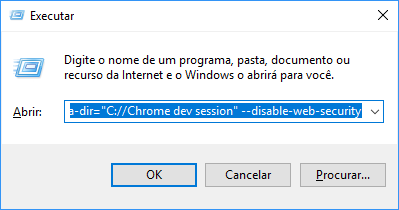 Executar
Digite o nome de um programa, pasta, documento ou
recurso da Internet e o Windows o abrirá para você.
Abrir: a-dir="C://Chrome dev session" --disable-web-security
OK Cancelar Procurar...